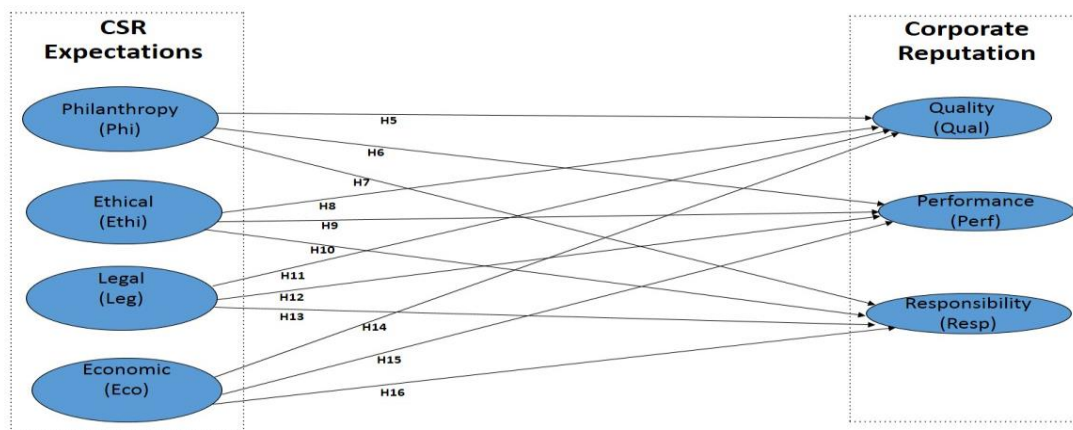 CSR
Expectations
Corporate
Reputation
Philanthropy
(Phi)
Quality
(Qual)
H5
H6
H7
Ethical
(Ethi)
Performance
(Perf)
H8
H9
H10
Legal
(Leg)
H11
H12
H13
Responsibility
(Resp)
H14
Economic
(Eco)
H15
H16